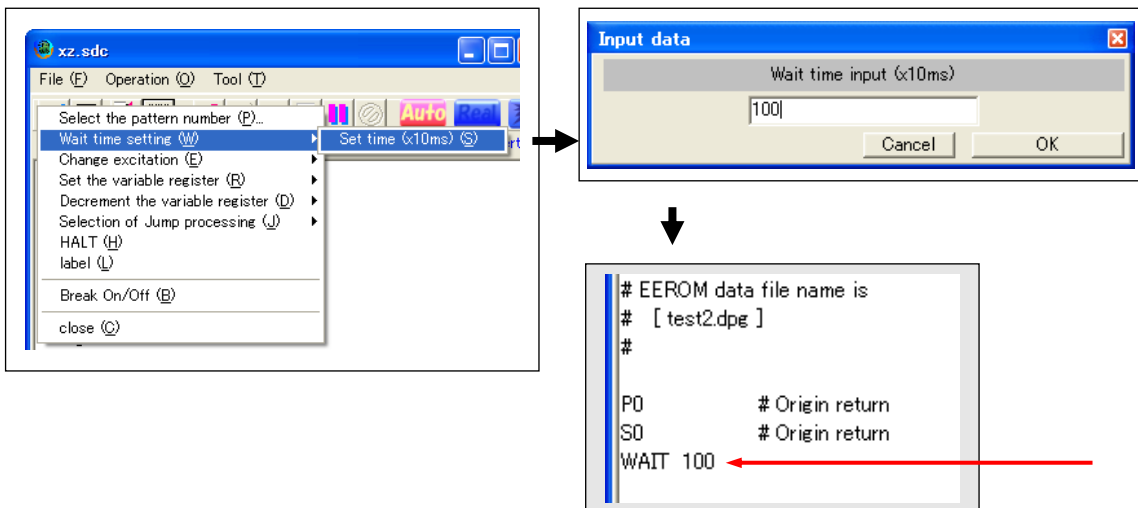 xz.sdc
File (F) Operation (O) Tool (T)
Auto Real
Select the pattern number (P)...
Wait time setting (W)
Set time (x10ms) (S)
Change excitation (E)
Set the variable register (R)
Decrement the variable register (D)
Selection of Jump processing (J)
HALT (H)
label (L)
Break On/Off (B)
close (C)
Input data
Wait time input (x10ms)
100
Cancel OK
# EEROM data file name is
# [ test2.dpg ]
#
P0 # Origin return
S0 # Origin return
WAIT 100